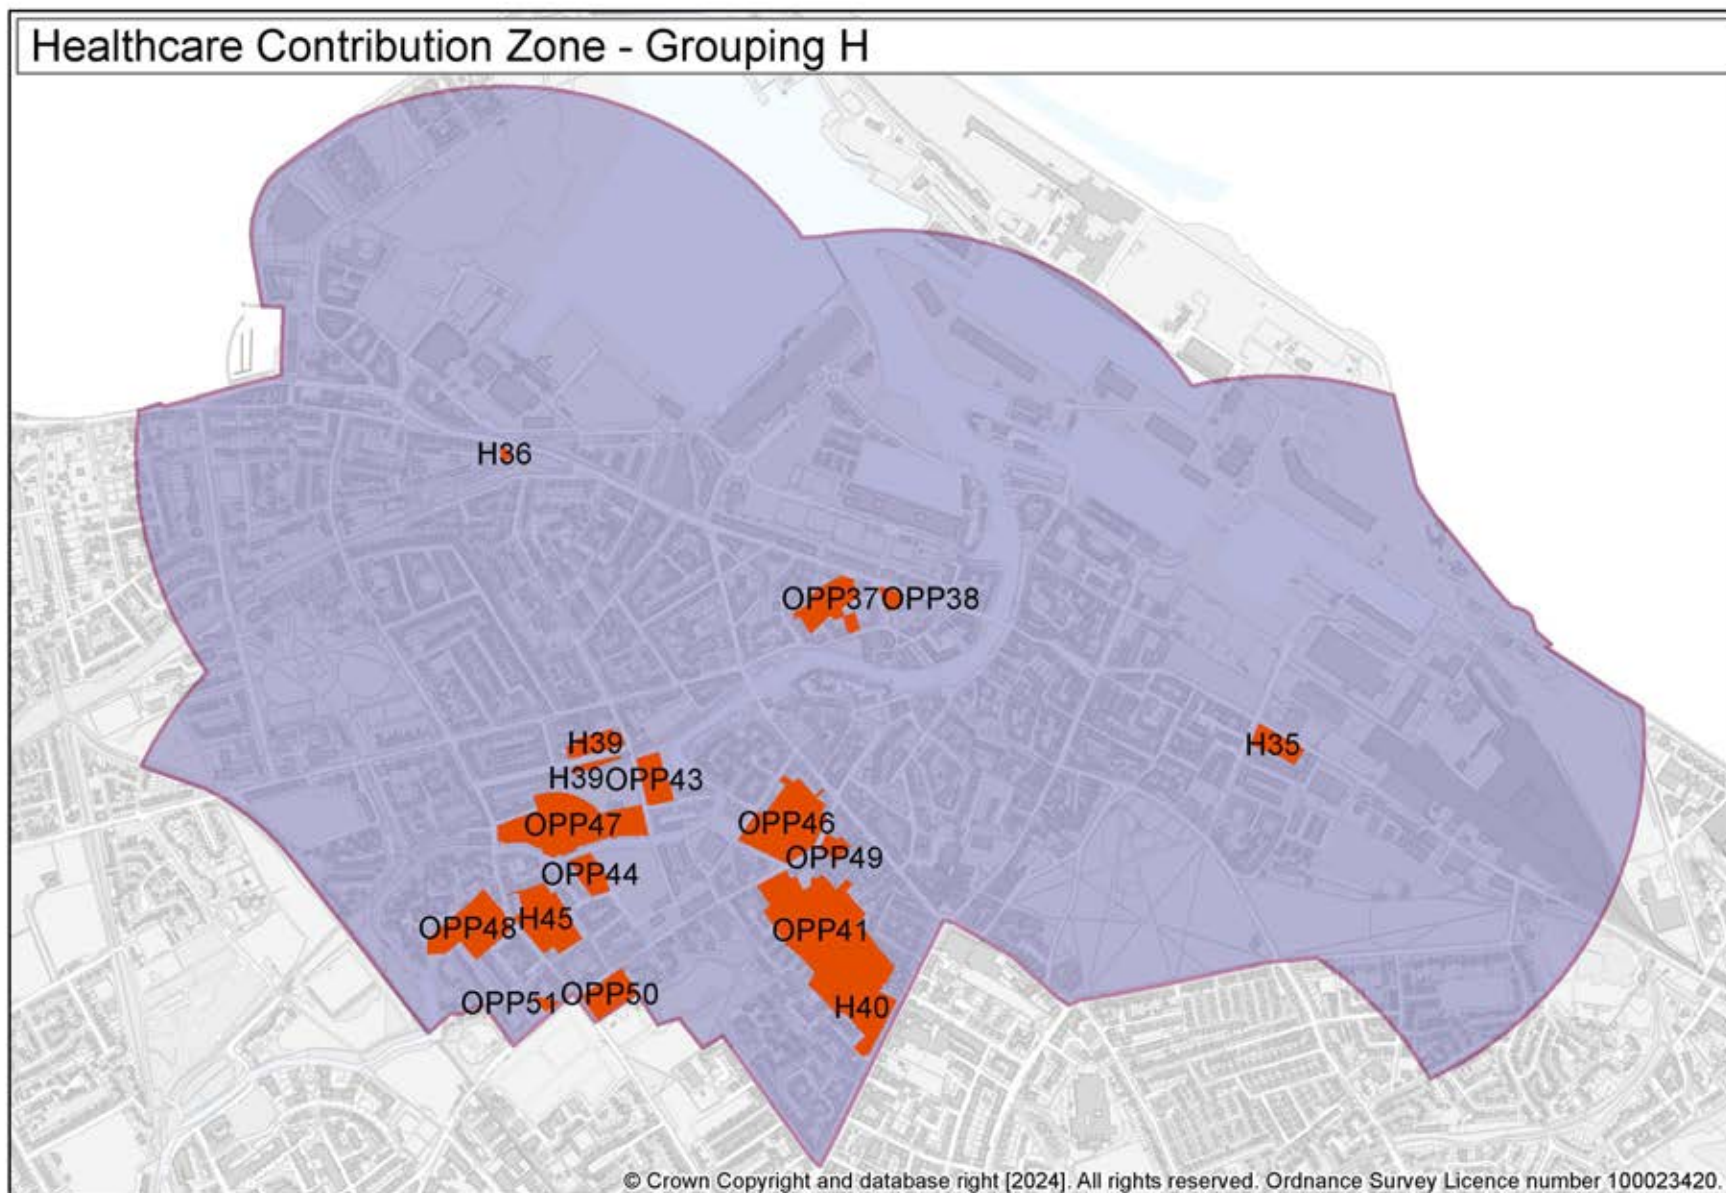 Healthcare Contribution Zone - Grouping H
H36
OPP37
OPP38
H39
H35
H39
OPP43
OPP47
OPP46
OPP49
OPP44
H45
OPP48
OPP41
OPP51
OPP50
H40
© Crown Copyright and database right [2024]. All rights reserved. Ordnance Survey Licence number 100023420.